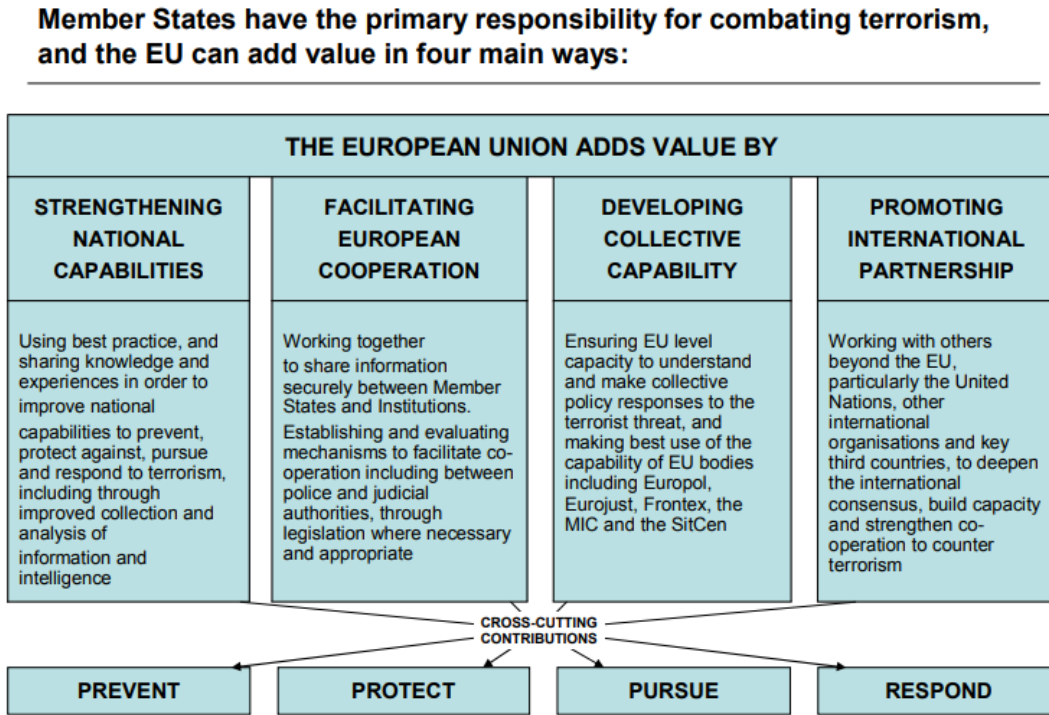 Member States have the primary responsibility for combating terrorism,
and the EU can add value in four main ways:
THE EUROPEAN UNION ADDS VALUE BY
STRENGTHENING
NATIONAL
CAPABILITIES
Using best practice, and
sharing knowledge and
experiences in order to
improve national
capabilities to prevent,
protect against, pursue
and respond to terrorism,
including through
improved collection and
analysis of
information and
intelligence
FACILITATING
EUROPEAN
COOPERATION
Working together
to share information
securely between Member
States and Institutions.
Establishing and evaluating
mechanisms to facilitate co-
operation including between
police and judicial
authorities, through
legislation where necessary
and appropriate
DEVELOPING
COLLECTIVE
CAPABILITY
Ensuring EU level
capacity to understand
and make collective
policy responses to the
terrorist threat, and
making best use of the
capability of EU bodies
including Europol,
Eurojust, Frontex, the
MIC and the SitCen
PROMOTING
INTERNATIONAL
PARTNERSHIP
Working with others
beyond the EU,
particularly the United
Nations, other
international
organisations and key
third countries, to deepen
the international
consensus, build capacity
and strengthen co-
operation to counter
terrorism
CROSS-CUTTING
CONTRIBUTIONS
PREVENT
PROTECT
PURSUE
RESPOND